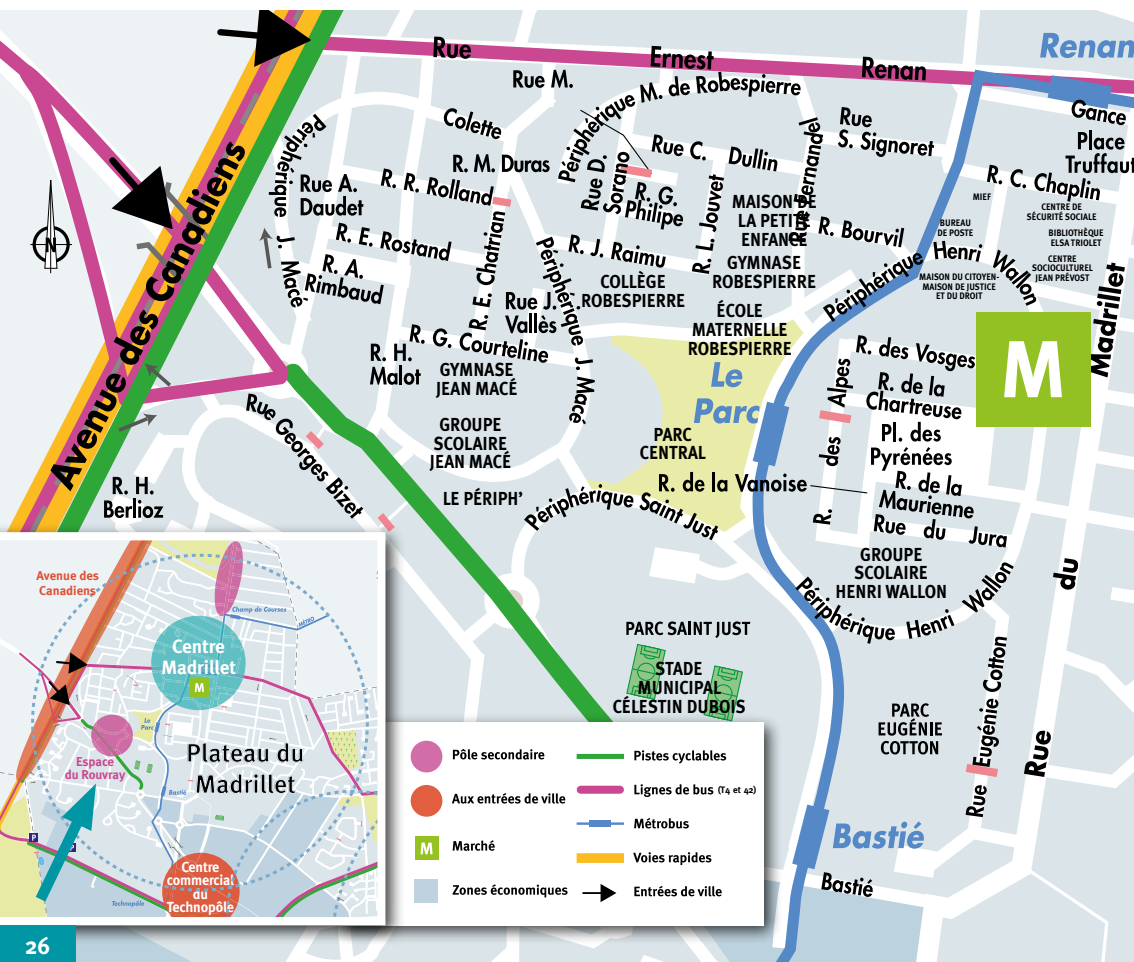 Renan
Rue Ernest Renan
Rue M.
Périphérique M. de Robespierre
Gance
Place
Truffaut
Colette
Périphérique J. Macé
R. M. Duras
Rue C. Dullin
Rue Fernandel
Rue
S. Signoret
Rue A.
Daudet
R. R. Rolland
Rue D.
Sorano
R. G.
Philipe
R. L. Jouvet
MAISON DE
LA PETITE
ENFANCE
R. C. Chaplin
MIEF
CENTRE DE
SÉCURITÉ SOCIALE
BUREAU
DE POSTE
BIBLIOTHÈQUE
ELSA TRIOLET
R. E. Rostand
R. E. Chatrian
R. J. Raimu
R. Bourvil
Périphérique Henri Wallon
CENTRE
SOCIOCULTUREL
JEAN PRÉVOST
MAISON DU CITOYEN-
MAISON DE JUSTICE
ET DU DROIT
R. A.
Rimbaud
Périphérique J. Macé
COLLÈGE
ROBESPIERRE
GYMNASE
ROBESPIERRE
Rue J.
Vallès
ÉCOLE
MATERNELLE
ROBESPIERRE
N
Avenue des Canadiens
R. G. Courteline
R. H.
Malot
GYMNASE
JEAN MACÉ
Le
Parc
R. des Vosges
R. des Alpes
R. de la
Chartreuse
M
Rue du Madrillet
Rue Georges Bizet
GROUPE
SCOLAIRE
JEAN MACÉ
PARC
CENTRAL
Pl. des
Pyrénées
LE PÉRIPH'
R. de la Vanoise
R. de la
Maurienne
R. H.
Berlioz
Périphérique Saint Just
Rue du Jura
GROUPE
SCOLAIRE
HENRI WALLON
Périphérique Henri Wallon
PARC SAINT JUST
STADE
MUNICIPAL
CÉLESTIN DUBOIS
PARC
EUGÉNIE
COTTON
Rue Eugénie Cotton
Bastié
Bastié
Avenue des
Canadiens
Champ de Courses
MÉTRO
Centre
Madrillet
M
Le
Parc
Espace
du Rouvray
Plateau du
Madrillet
Bastié
P
P
Centre
commercial
du
Technopôle
Technopôle
Pôle secondaire
Aux entrées de ville
M Marché
Zones économiques
Pistes cyclables
Lignes de bus (T4 et 42)
Métrobus
Voies rapides
Entrées de ville
26